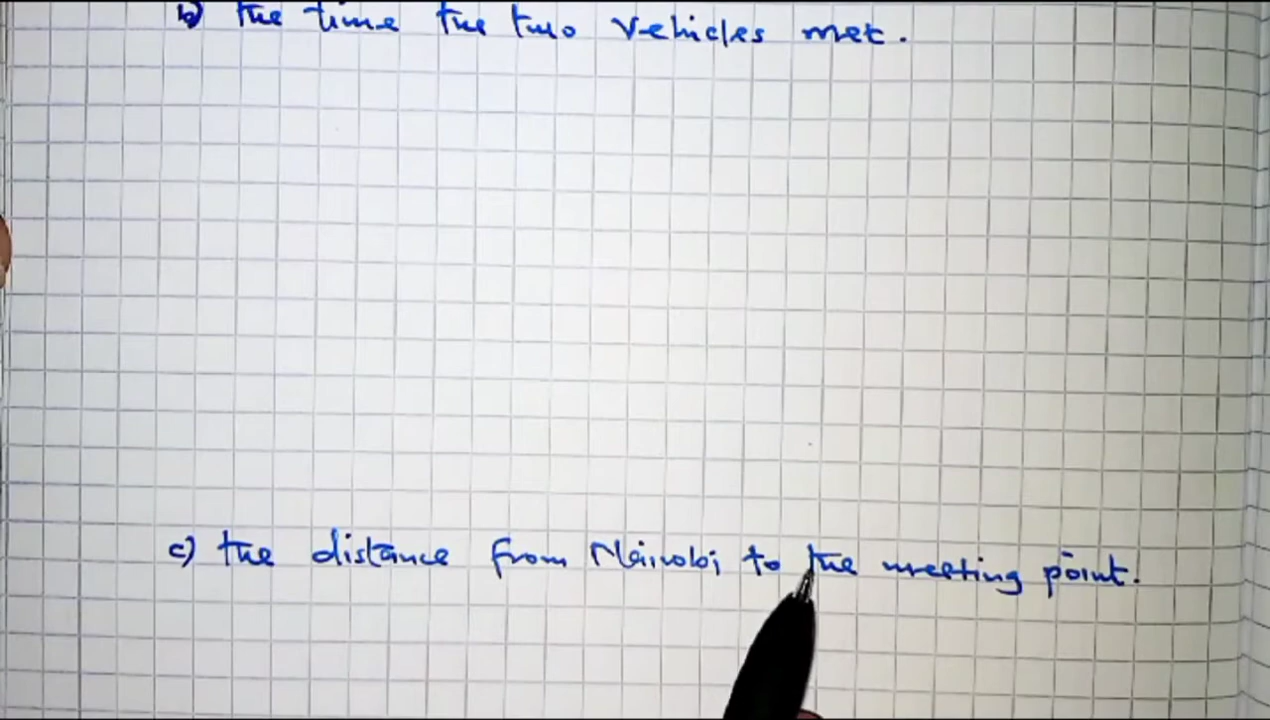 b) the time the two vehicles met.
c) the distance from Nairobi to the meeting point.